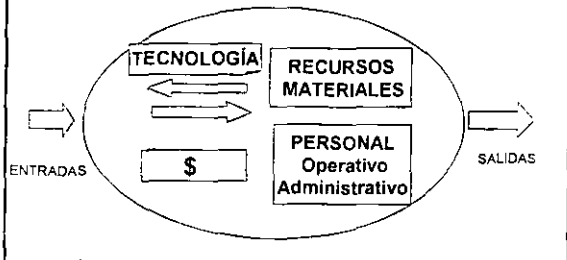 TECNOLOGÍA
RECURSOS
MATERIALES
ENTRADAS
$
PERSONAL
Operativo
Administrativo
SALIDAS